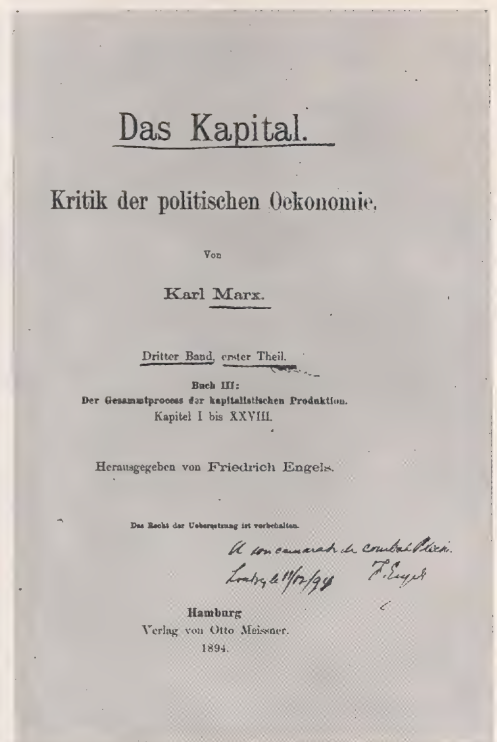 Das Kapital.
Kritik der politischen Oekonomie.
Von
Karl Marx.
Dritter Band, erster Theil.
Buch III:
Der Gesammtprocess der kapitalistischen Produktion.
Kapitel I bis XXVIII.
Herausgegeben von Friedrich Engels.
Das Recht der Uebersetzung ist vorbehalten.
A son camarade de combat
Londres le 11/12/94 F. Engels
Hamburg
Verlag von Otto Meissner.
1894.